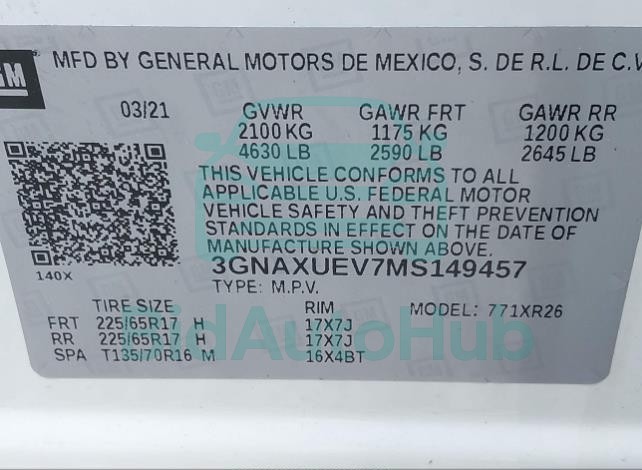 GM
MFD BY GENERAL MOTORS DE MEXICO, S. DE R.L. DE C.V
03/21 GVWR GAWR FRT GAWR RR
2100 KG 1175 KG 1200 KG
4630 LB 2590 LB 2645 LB
THIS VEHICLE CONFORMS TO ALL
APPLICABLE U.S. FEDERAL MOTOR
VEHICLE SAFETY AND THEFT PREVENTION
STANDARDS IN EFFECT ON THE DATE OF
MANUFACTURE SHOWN ABOVE.
3GNAXUEV7MS149457
140X
TYPE: M.P.V.
TIRE SIZE RIM MODEL: 771XR26
FRT 225/65R17 H 17X7J
RR 225/65R17 H 17X7J
SPA T135/70R16 M 16X4BT
BidAutoHub